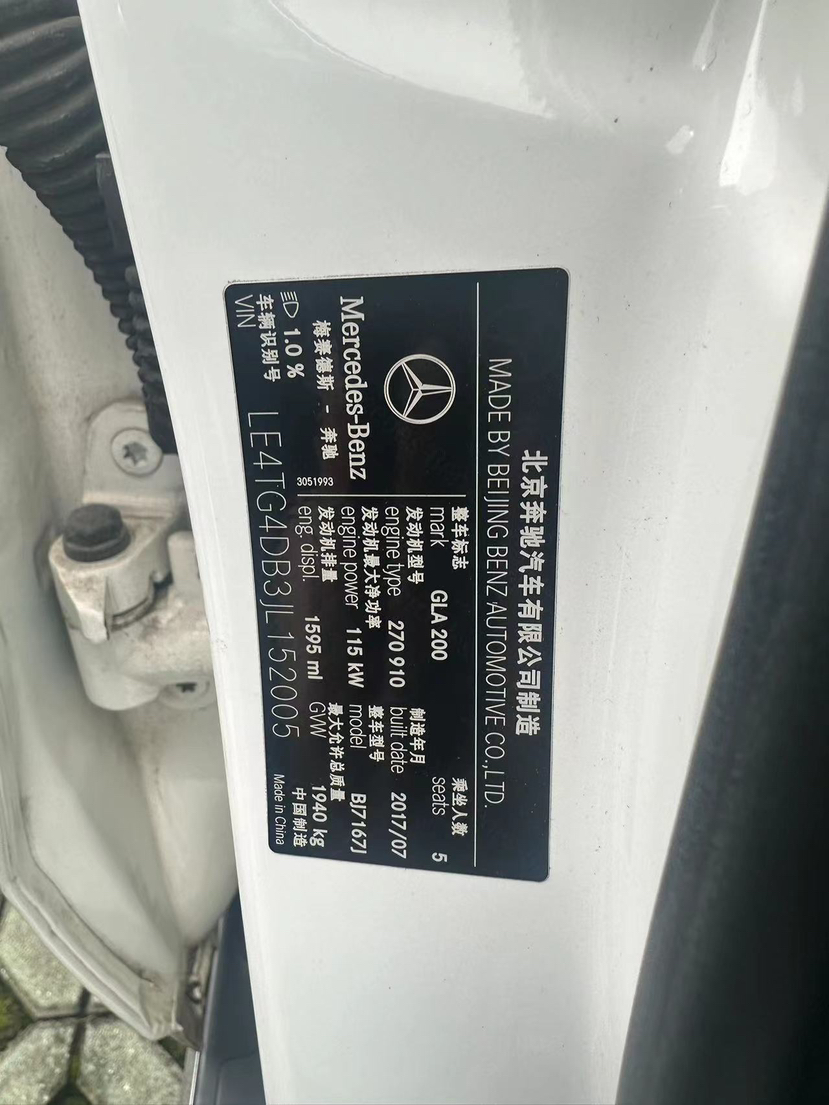 北京奔驰汽车有限公司制造
MADE BY BEIJING BENZ AUTOMOTIVE CO.,LTD.
Mercedes-Benz
梅赛德斯 - 奔驰
3051993
整车标志
mark GLA 200
乘坐人数
seats 5
发动机型号
engine type 270 910
制造年月
built date 2017/07
发动机最大净功率
engine power 115 kW
整车型号
model BJ7167J
发动机排量
eng. displ. 1595 ml
最大允许总质量
GVW 1940 kg
1.0 %
车辆识别号
VIN LE4TG4DB3JL152005
中国制造
Made in China